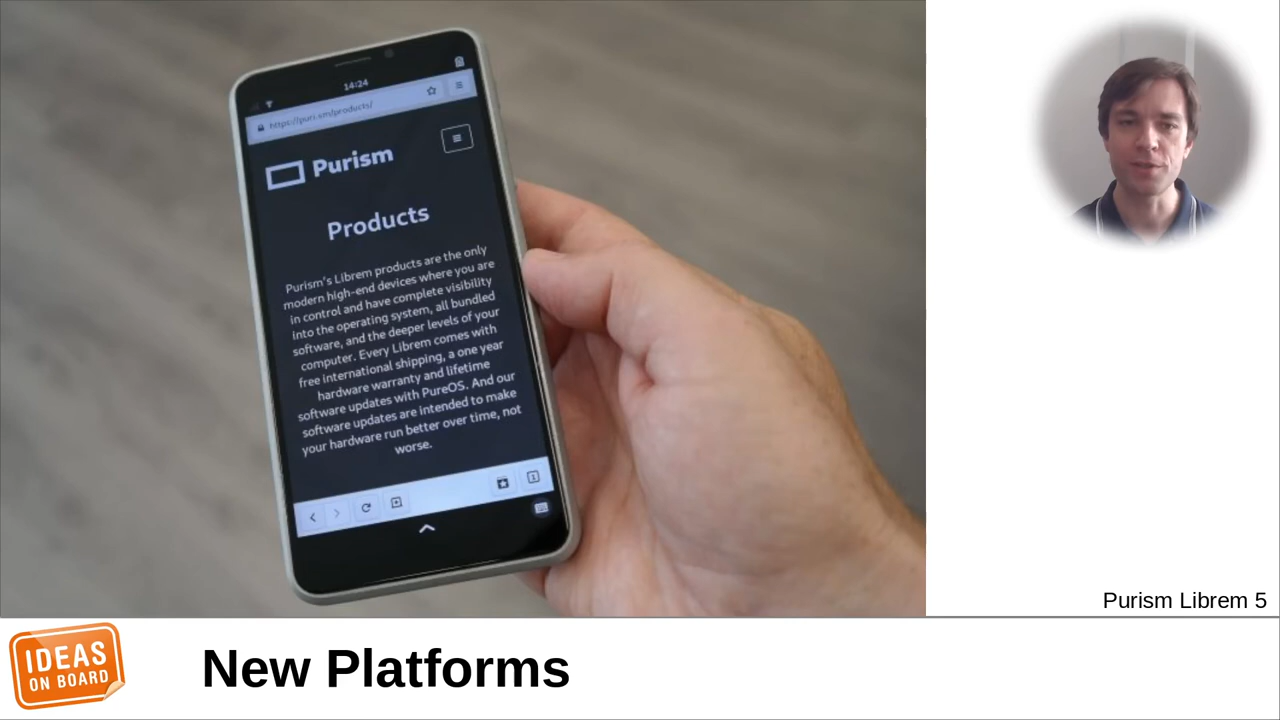 14:24
https://puri.sm/products/
Purism
Products
Purism's Librem products are the only
modern high-end devices where you are
in control and have complete visibility
into the operating system, all bundled
software, and the deeper levels of your
computer. Every Librem comes with
free international shipping, a one year
hardware warranty and lifetime
software updates with PureOS. And our
software updates are intended to make
your hardware run better over time, not
worse.
1
Purism Librem 5
IDEAS
ON BOARD
New Platforms